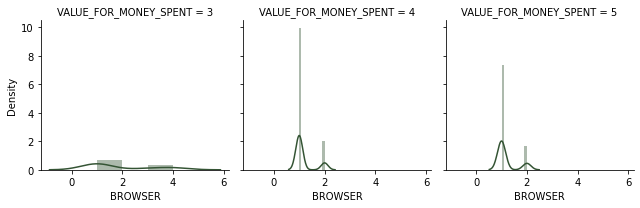 VALUE_FOR_MONEY_SPENT = 3
VALUE_FOR_MONEY_SPENT = 4
VALUE_FOR_MONEY_SPENT = 5
Density
10
8
6
4
2
0
0 2 4 6
0 2 4 6
0 2 4 6
BROWSER
BROWSER
BROWSER